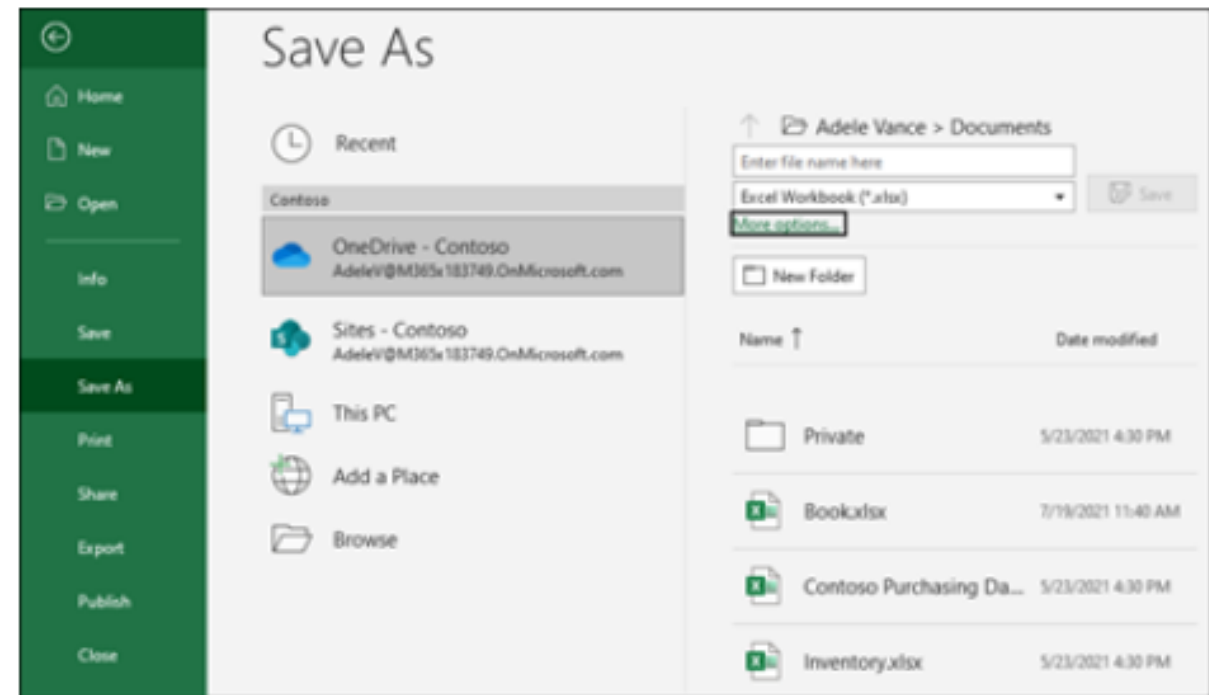 Save As
Home
New
Open
Info
Save
Save As
Print
Share
Export
Publish
Close
Recent
Contoso
OneDrive - Contoso
AdeleV@M365x183749.OnMicrosoft.com
Sites - Contoso
AdeleV@M365x183749.OnMicrosoft.com
This PC
Add a Place
Browse
Adele Vance > Documents
Enter file name here
Excel Workbook (*.xlsx)
Save
More options...
New Folder
Name ↑ Date modified
Private 5/23/2021 4:30 PM
Book.xlsx 7/19/2021 11:40 AM
Contoso Purchasing Da... 5/23/2021 4:30 PM
Inventory.xlsx 5/23/2021 4:30 PM